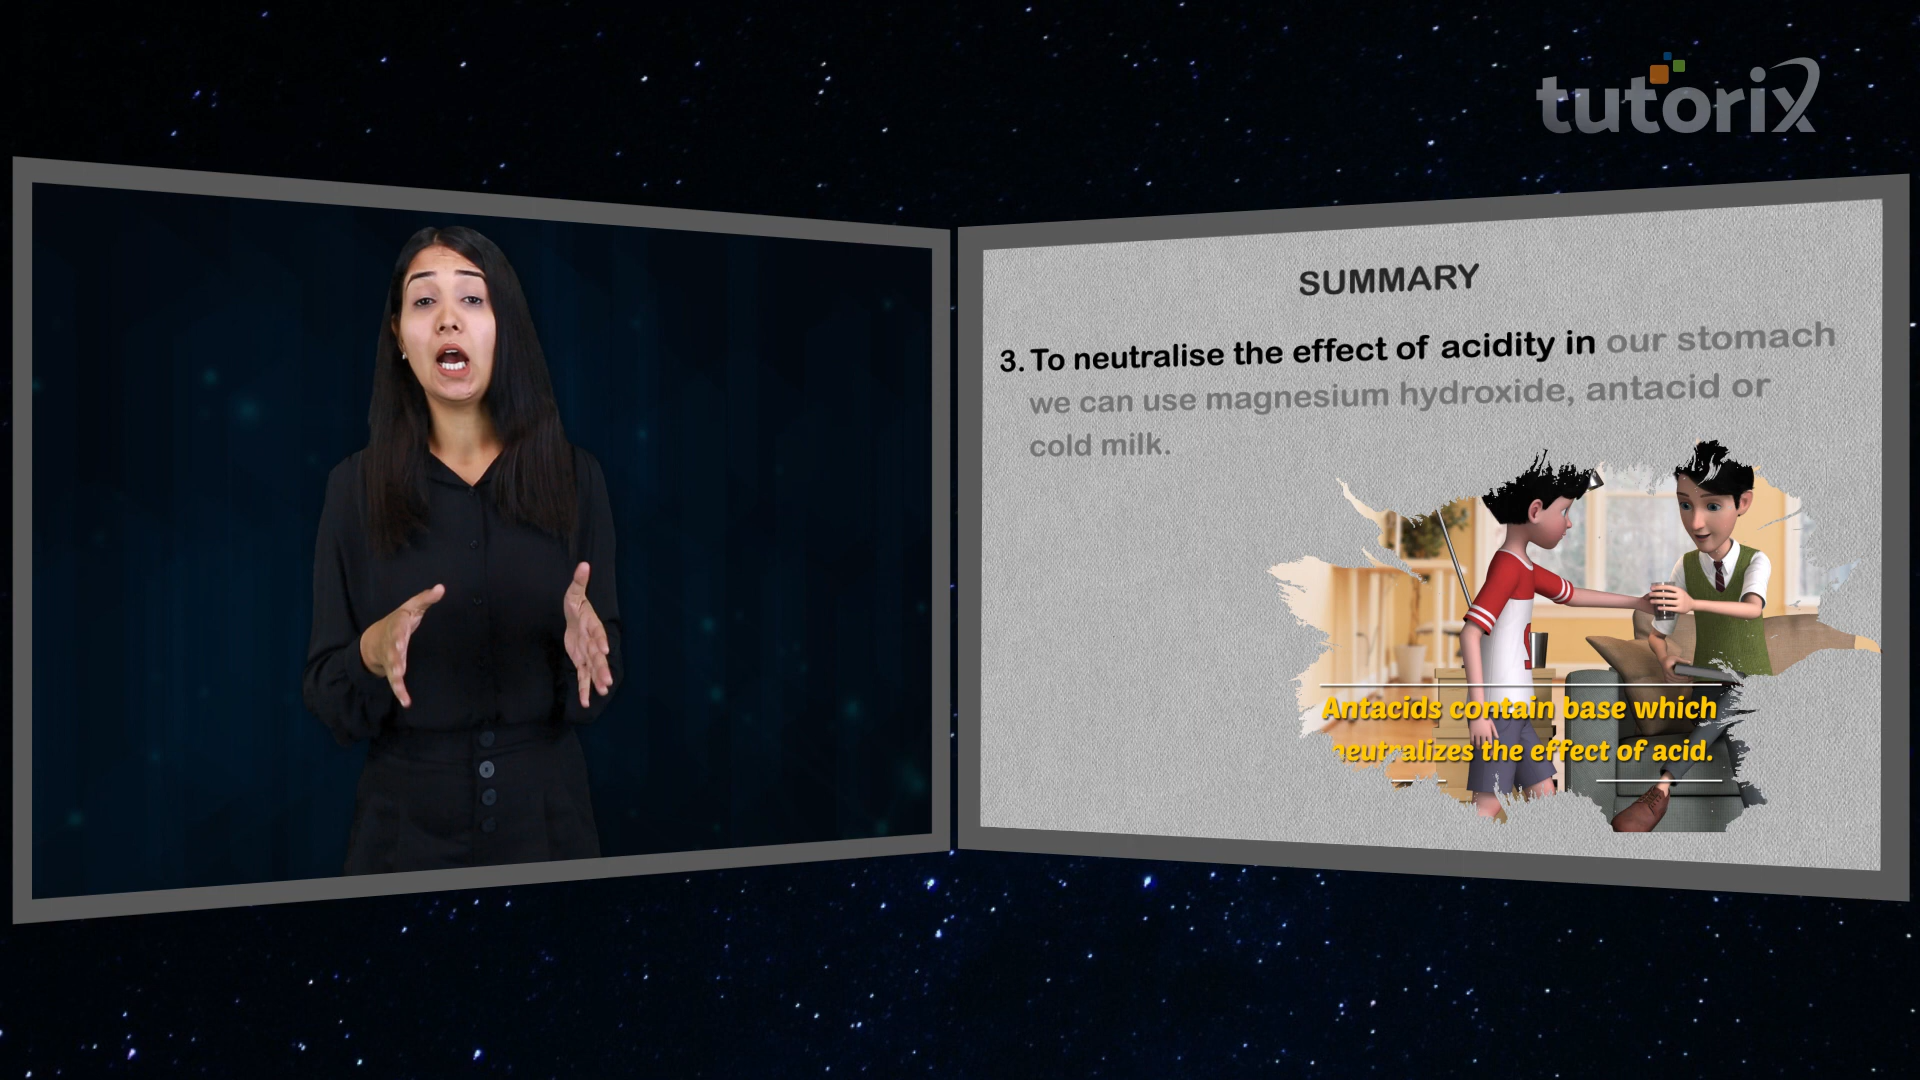 tutorix
SUMMARY
3. To neutralise the effect of acidity in our stomach
we can use magnesium hydroxide, antacid or
cold milk.
Antacids contain base which
neutralizes the effect of acid.